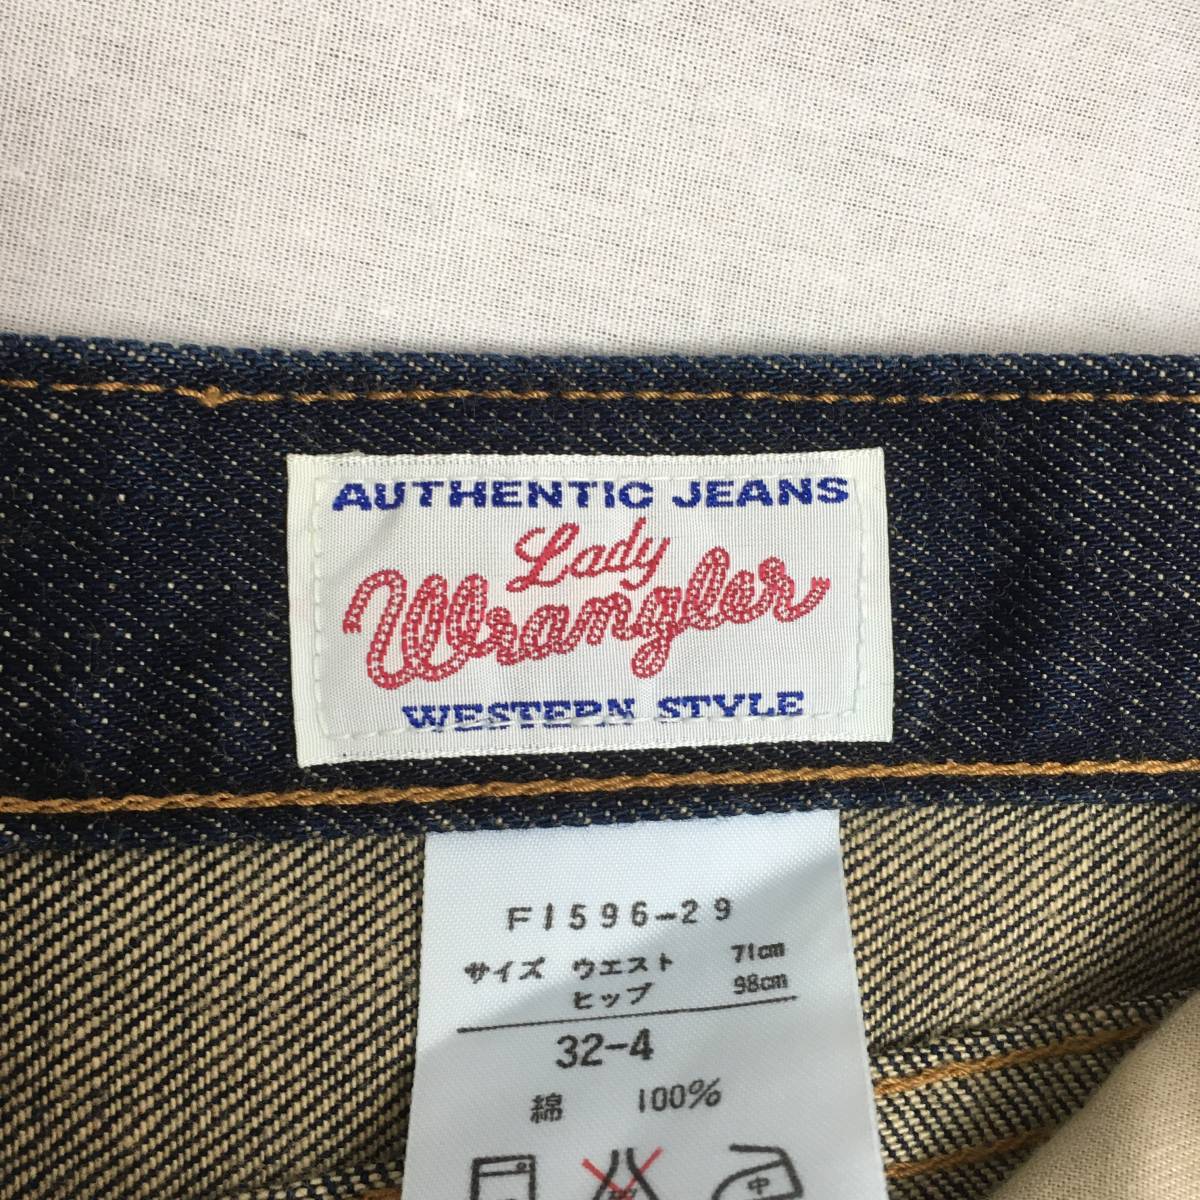 AUTHENTIC JEANS
Lady
Wrangler
WESTERN STYLE
F1596-29
サイズ ウエスト 71cm
ヒップ 98cm
32-4
綿 100%
中